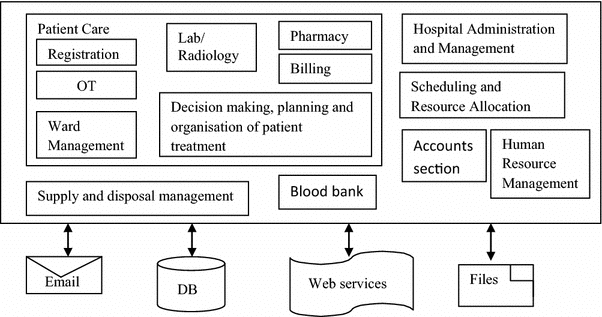 Patient Care
Registration
OT
Ward
Management
Lab/
Radiology
Pharmacy
Billing
Decision making, planning and
organisation of patient
treatment
Hospital Administration
and Management
Scheduling and
Resource Allocation
Accounts
section
Human
Resource
Management
Supply and disposal management
Blood bank
Email
DB
Web services
Files